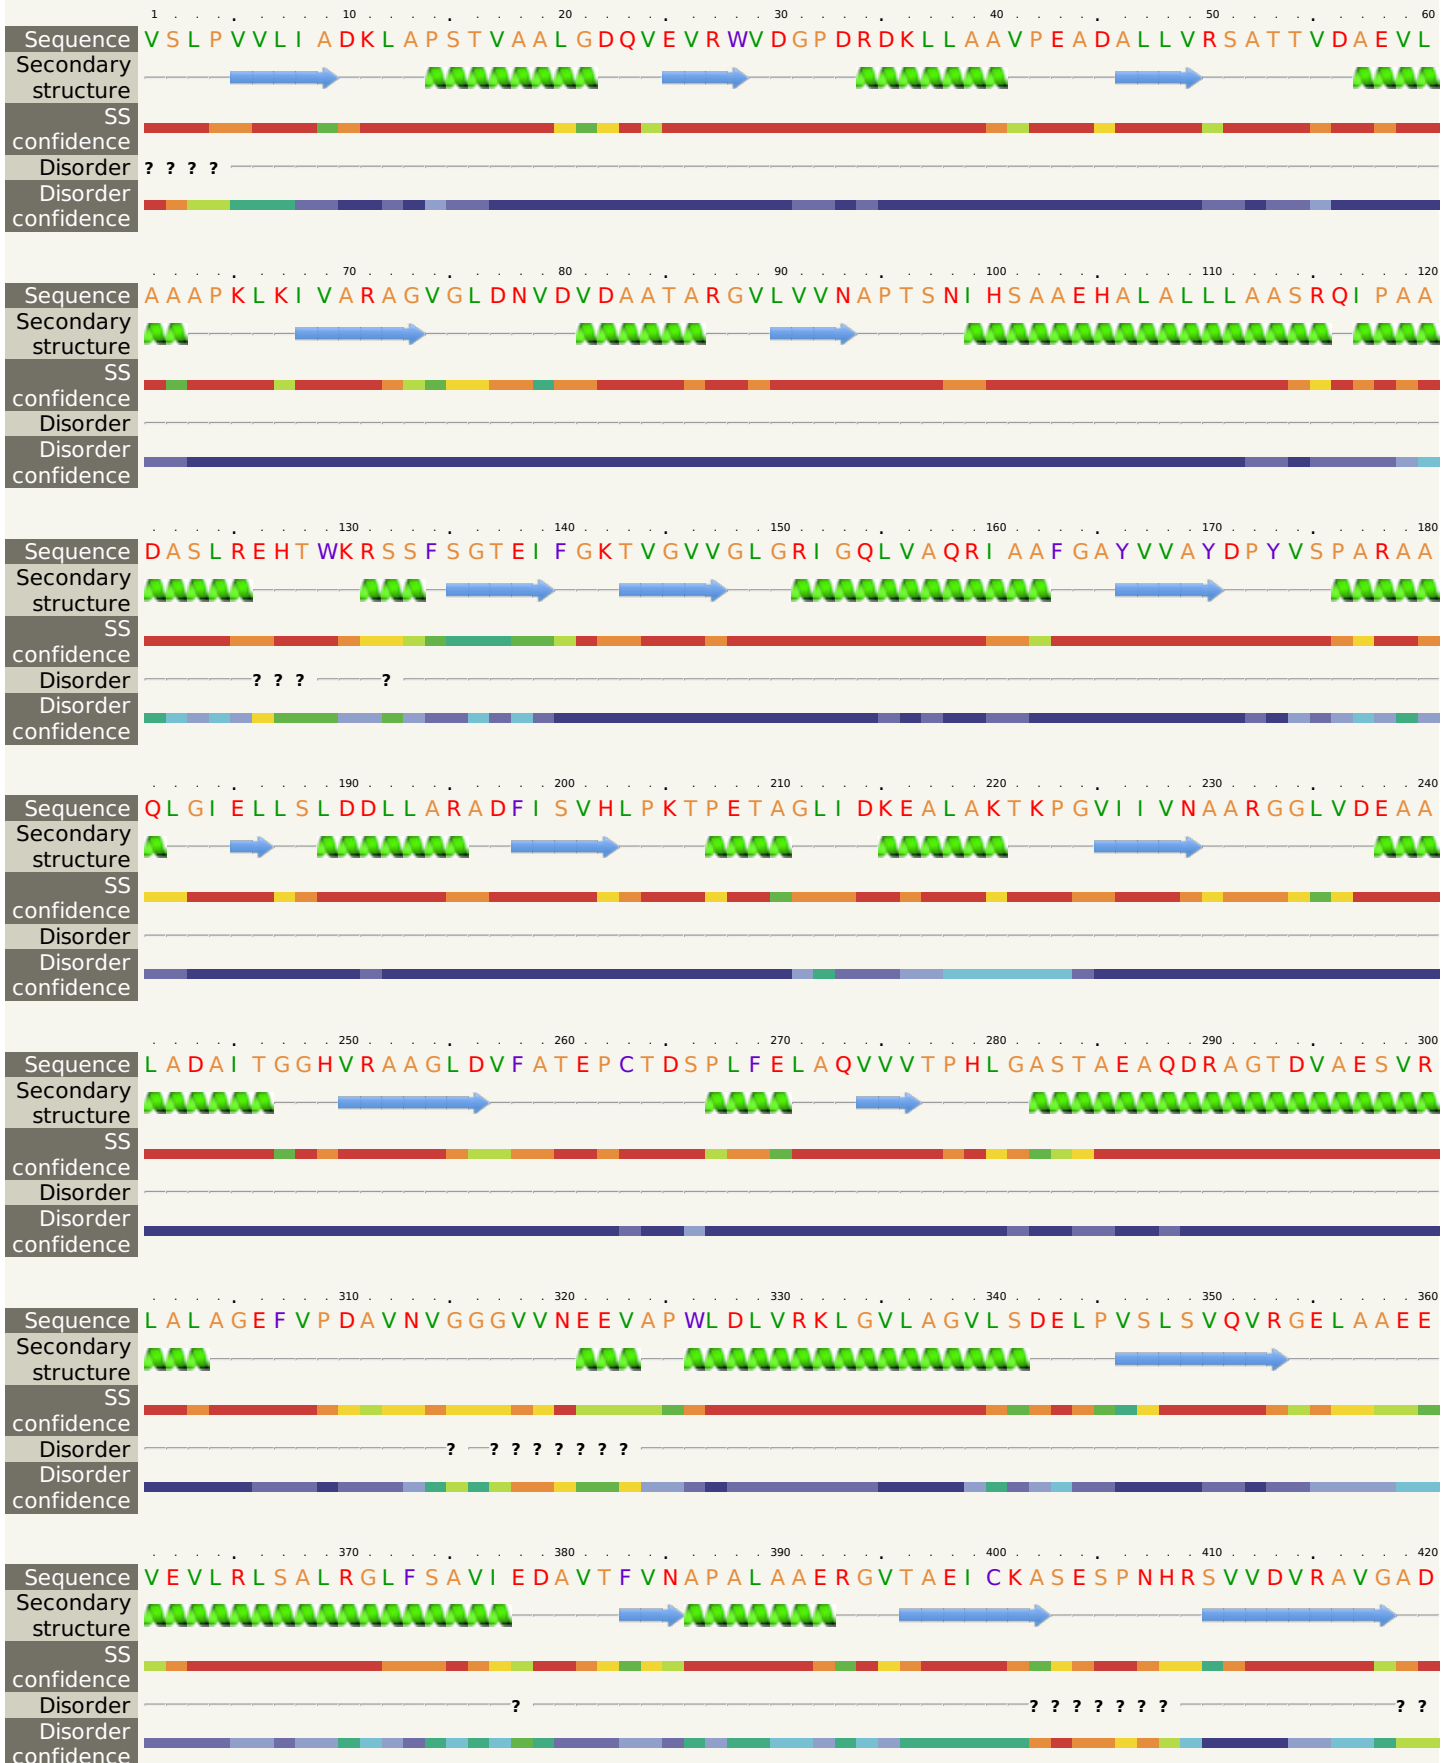 1 10 20 30 40 50 60
Sequence VSLPVVLIADKLAPSTVAALGDQVEVRWVDGPDRDKLLAAVPEADALLVRSATTVDAEVL
Secondary
structure
SS
confidence
Disorder ? ? ? ?
Disorder
confidence
70 80 90 100 110 120
Sequence AAAPKLKIVARAGVGLDNVDVDAATARGVLVVNAPTSNIHSAAEHALALLLAASRQIPAA
Secondary
structure
SS
confidence
Disorder
Disorder
confidence
130 140 150 160 170 180
Sequence DASLREHTWKRSSFSGTEIFGKTVGVVGLGRIGQLVAQRIAAFGAYVVAYDPYVSPARAA
Secondary
structure
SS
confidence
Disorder ? ? ? ?
Disorder
confidence
190 200 210 220 230 240
Sequence QLGIELLSLDDLLARADFISVHLPKTPETAGLIDKEALAKTKPGVIIVNAARGGLVDEAA
Secondary
structure
SS
confidence
Disorder
Disorder
confidence
250 260 270 280 290 300
Sequence LADAITGGHVRAAGLDVFATEPCTDSPLFELAQVVVTPHLGASTAEAQDRAGTDVAESVR
Secondary
structure
SS
confidence
Disorder
Disorder
confidence
310 320 330 340 350 360
Sequence LALAGEFVPDAVNVGGGVVNEEVAPWLDLVRKLGVLAGVLSDELPVSLSVQVRGELAAEE
Secondary
structure
SS
confidence
Disorder ? ? ? ? ? ? ? ?
Disorder
confidence
370 380 390 400 410 420
Sequence VEVLRLSALRGLFSAVIEDAVTFVNAPALAAERGVTAEICKASESPNHRSVVDVRAVGAD
Secondary
structure
SS
confidence
Disorder ? ? ? ? ? ? ? ? ? ?
Disorder
confidence